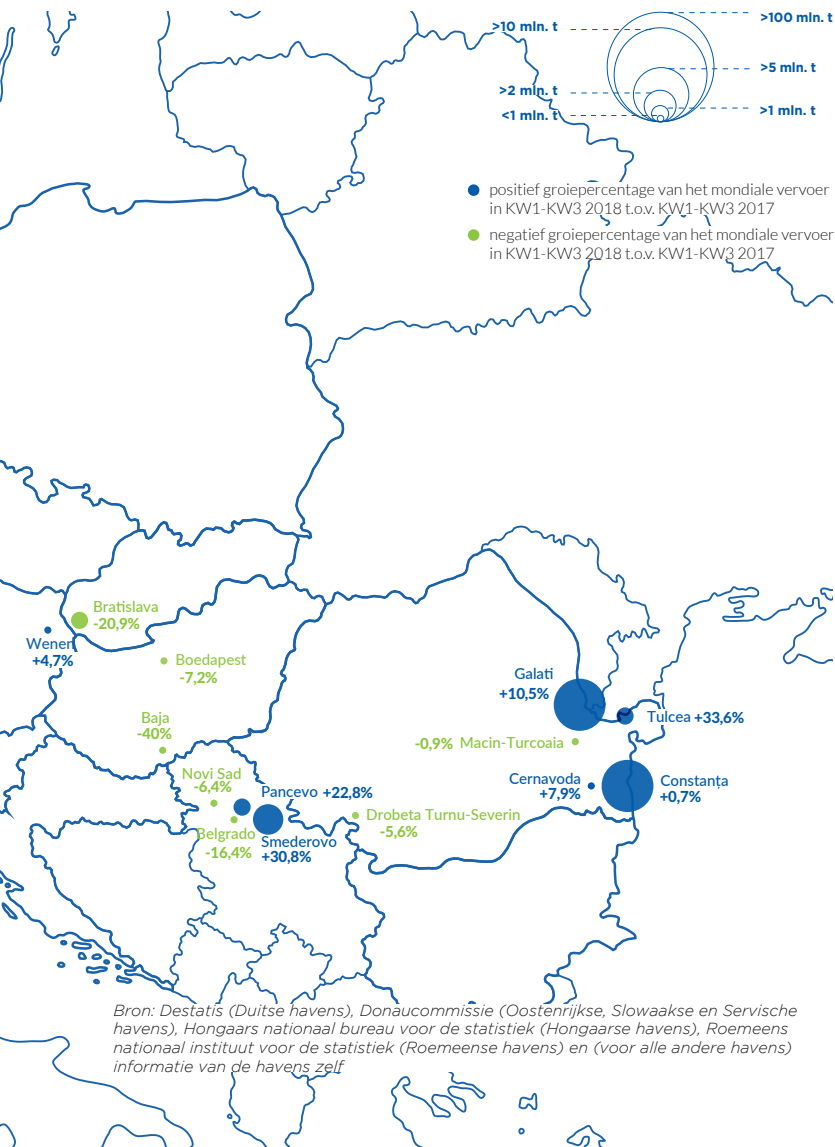 >10 mln. t
>100 mln. t
>5 mln. t
>2 mln. t
<1 mln. t
>1 mln. t
positief groiepercentage van het mondiale vervoer
in KW1-KW3 2018 t.o.v. KW1-KW3 2017
negatief groiepercentage van het mondiale vervoer
in KW1-KW3 2018 t.o.v. KW1-KW3 2017
Bratislava
-20,9%
Wenen
+4,7%
Boedapest
-7,2%
Baja
-40%
Galati
+10,5%
Tulcea +33,6%
-0,9% Macin-Turcoaia
Novi Sad
-6,4%
Pancevo +22,8%
Cernavoda
+7,9%
Constanța
+0,7%
Belgrado
-16,4%
Smederovo
+30,8%
Drobeta Turnu-Severin
-5,6%
Bron: Destatis (Duitse havens), Donaucommissie (Oostenrijkse, Slowaakse en Servische
havens), Hongaars nationaal bureau voor de statistiek (Hongaarse havens), Roemeens
nationaal instituut voor de statistiek (Roemeense havens) en (voor alle andere havens)
informatie van de havens zelf